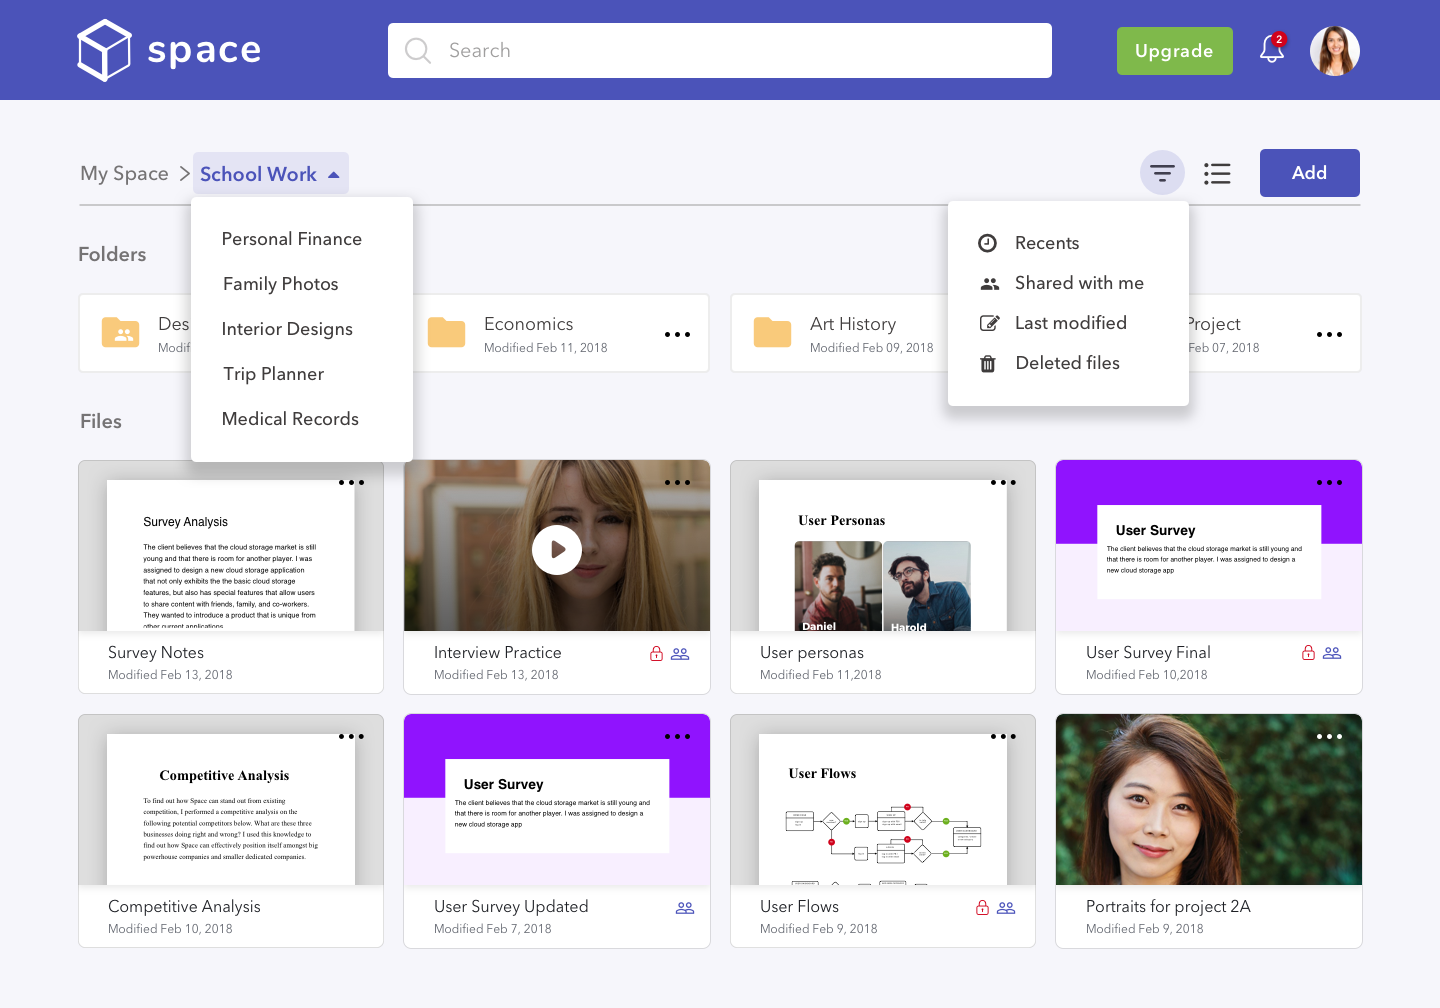 space
Search
Upgrade
2
My Space
School Work
Add
Personal Finance
Family Photos
Interior Designs
Trip Planner
Medical Records
Recents
Shared with me
Last modified
Deleted files
Folders
Des
Modif
Economics
Modified Feb 11, 2018
Art History
Modified Feb 09, 2018
Project
Feb 07, 2018
Files
Survey Analysis
The client believes that the cloud storage market is still
young and that there is room for another player. I was
assigned to design a new cloud storage application
that not only exhibits the the basic cloud storage
features, but also has special features that allow users
to share content with friends, family, and co-workers.
They wanted to introduce a product that is unique from
other current applications.
Survey Notes
Modified Feb 13, 2018
Interview Practice
Modified Feb 13, 2018
User Personas
Daniel
Harold
User personas
Modified Feb 11,2018
User Survey
The client believes that the cloud storage market is still young and
that there is room for another player. I was assigned to design a
new cloud storage app
User Survey Final
Modified Feb 10,2018
Competitive Analysis
To find out how Space can stand out from existing
competition, I performed a competitive analysis on the
following potential competitors below. What are these three
businesses doing right and wrong? I used this knowledge to
find out how Space can effectively position itself amongst big
powerhouse companies and smaller dedicated companies.
Competitive Analysis
Modified Feb 10, 2018
User Survey
The client believes that the cloud storage market is still young and
that there is room for another player. I was assigned to design a
new cloud storage app
User Survey Updated
Modified Feb 7, 2018
User Flows
User Flows
Modified Feb 9, 2018
Portraits for project 2A
Modified Feb 9, 2018